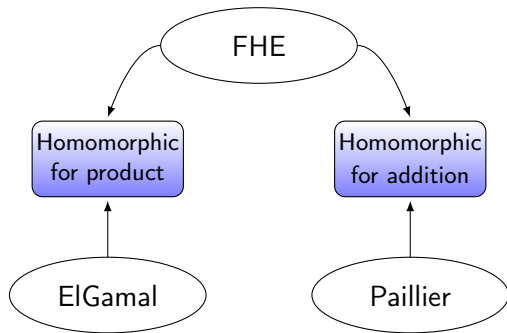 FHE
Homomorphic
for product
Homomorphic
for addition
ElGamal
Paillier